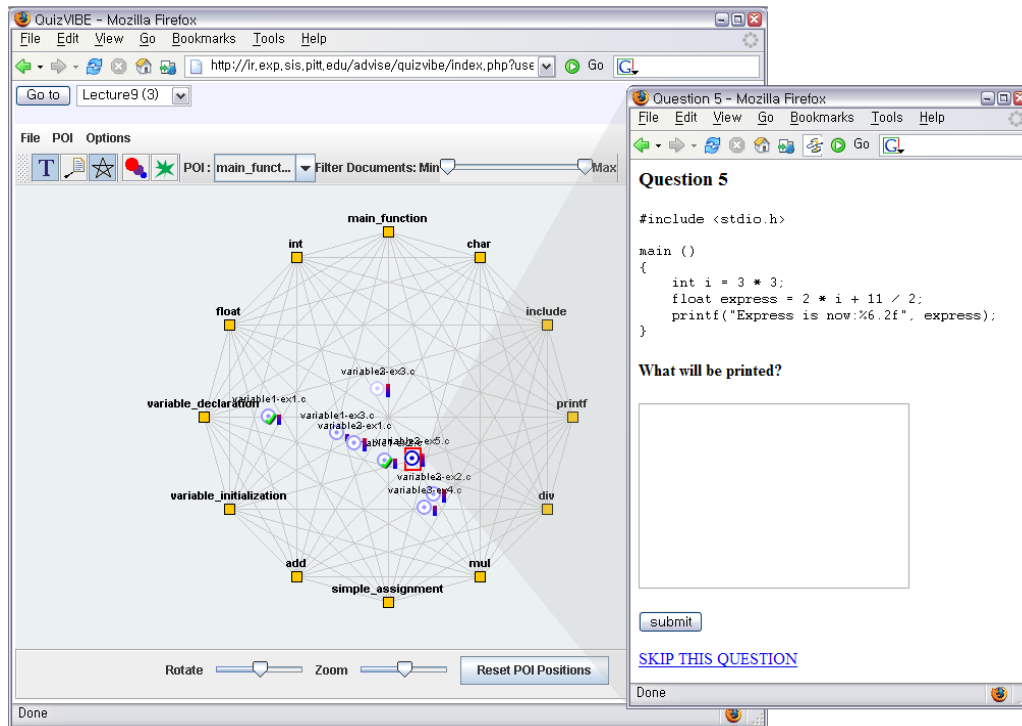 QuizVIBE - Mozilla Firefox
File Edit View Go Bookmarks Tools Help
http://ir.exp.sis.pitt.edu/advise/quizvibe/index.php?use Go
Go to Lecture9 (3)
File POI Options
T POI : main_funct... Filter Documents: Min Max
main_function
int
char
float
include
variable2-ex3.c
variable_declaration
variable1-ex1.c
printf
variable1-ex3.c
variable2-ex1.c
variable2-ex2.c
variable3-ex4.c
variable_initialization
div
add
mul
simple_assignment
Rotate Zoom Reset POI Positions
Done
Question 5 - Mozilla Firefox
File Edit View Go Bookmarks Tools Help
Go
Question 5
#include <stdio.h>
main ()
{
int i = 3 * 3;
float express = 2 * i + 11 / 2;
printf("Express is now:%6.2f", express);
}
What will be printed?
submit
SKIP THIS QUESTION
Done